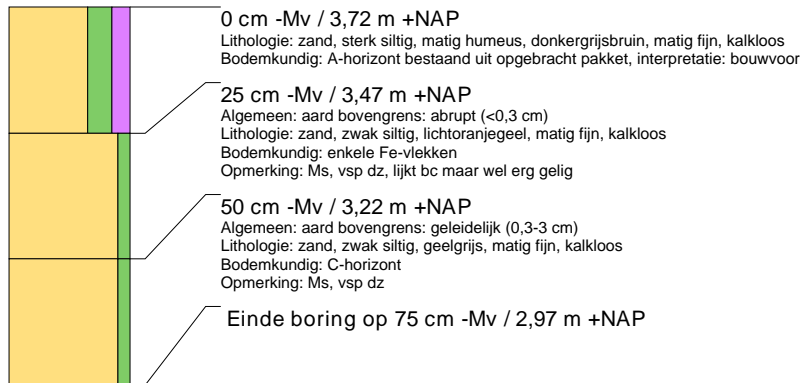 0 cm -Mv / 3,72 m +NAP
Lithologie: zand, sterk siltig, matig humeus, donkergrijsbruin, matig fijn, kalkloos
Bodemkundig: A-horizont bestaand uit opgebracht pakket, interpretatie: bouwvoor
25 cm -Mv / 3,47 m +NAP
Algemeen: aard bovengrens: abrupt (<0,3 cm)
Lithologie: zand, zwak siltig, lichtoranjegeel, matig fijn, kalkloos
Bodemkundig: enkele Fe-vlekken
Opmerking: Ms, vsp dz, lijkt bc maar wel erg gelig
50 cm -Mv / 3,22 m +NAP
Algemeen: aard bovengrens: geleidelijk (0,3-3 cm)
Lithologie: zand, zwak siltig, geelgrijs, matig fijn, kalkloos
Bodemkundig: C-horizont
Opmerking: Ms, vsp dz
Einde boring op 75 cm -Mv / 2,97 m +NAP